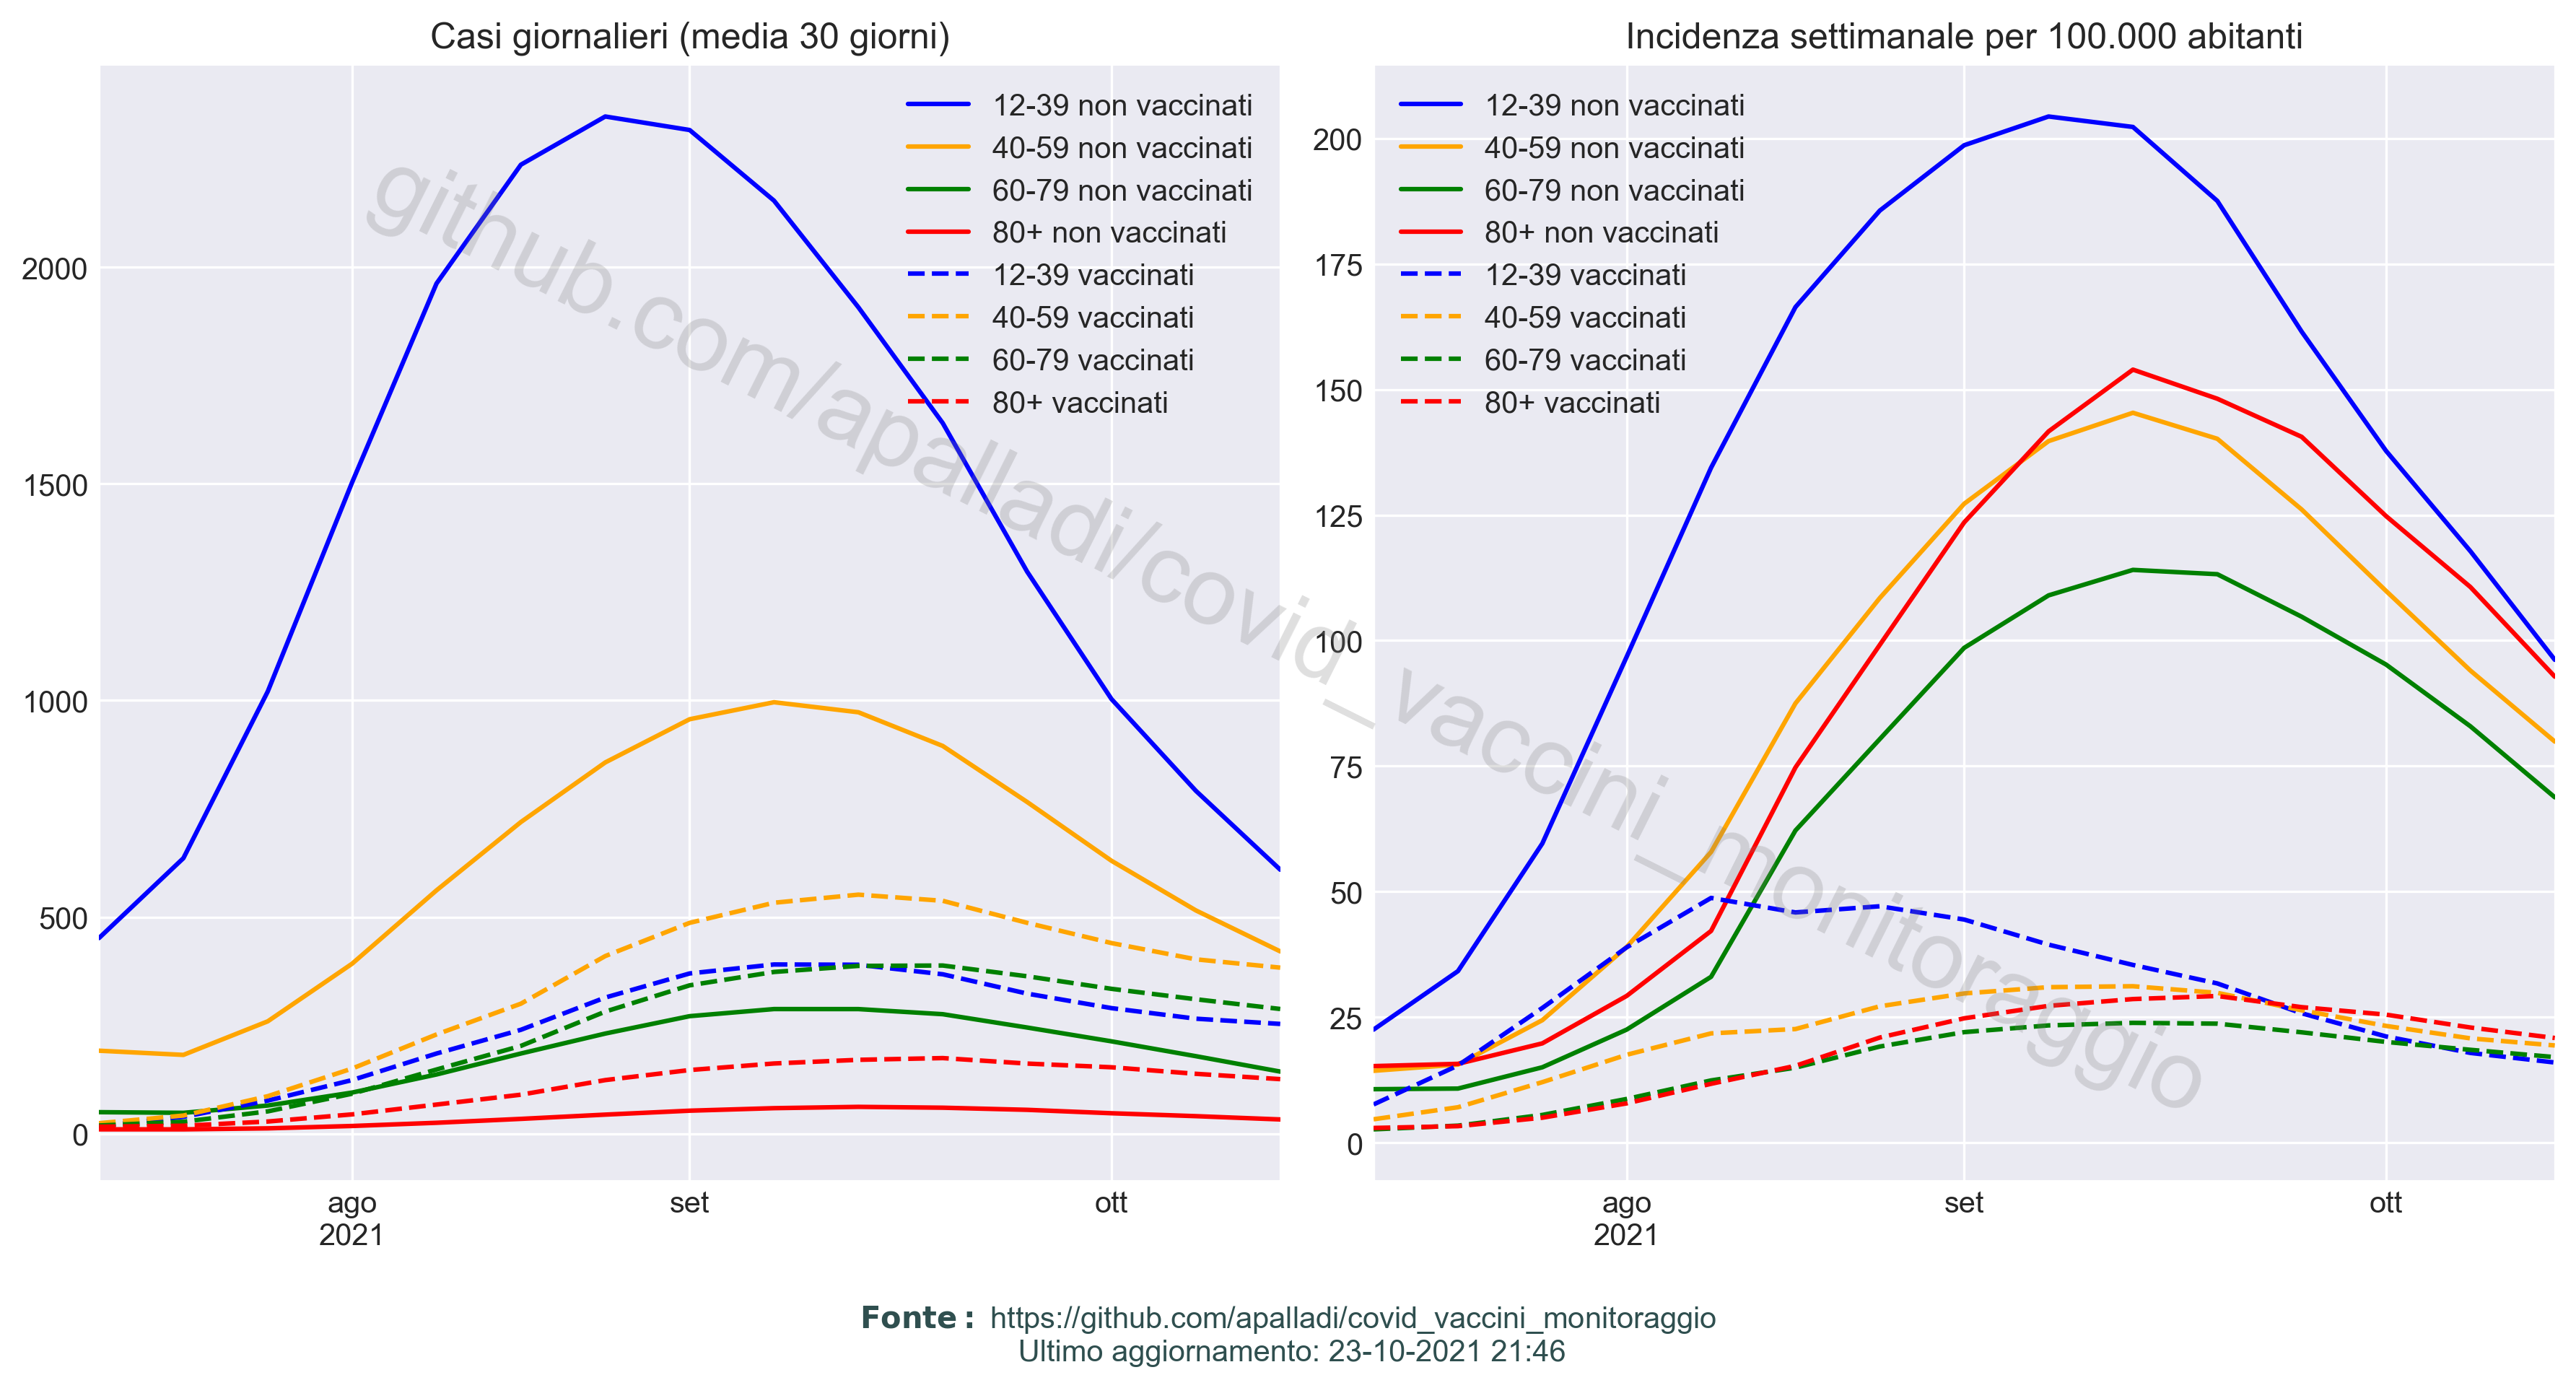 Casi giornalieri (media 30 giorni)
2000
1500
1000
500
0
12-39 non vaccinati
40-59 non vaccinati
60-79 non vaccinati
80+ non vaccinati
12-39 vaccinati
40-59 vaccinati
60-79 vaccinati
80+ vaccinati
ago
2021
set
ott
Incidenza settimanale per 100.000 abitanti
200
175
150
125
100
75
50
25
0
12-39 non vaccinati
40-59 non vaccinati
60-79 non vaccinati
80+ non vaccinati
12-39 vaccinati
40-59 vaccinati
60-79 vaccinati
80+ vaccinati
ago
2021
set
ott
github.com/apalladi/covid_vaccini_monitoraggio
Fonte: https://github.com/apalladi/covid_vaccini_monitoraggio
Ultimo aggiornamento: 23-10-2021 21:46